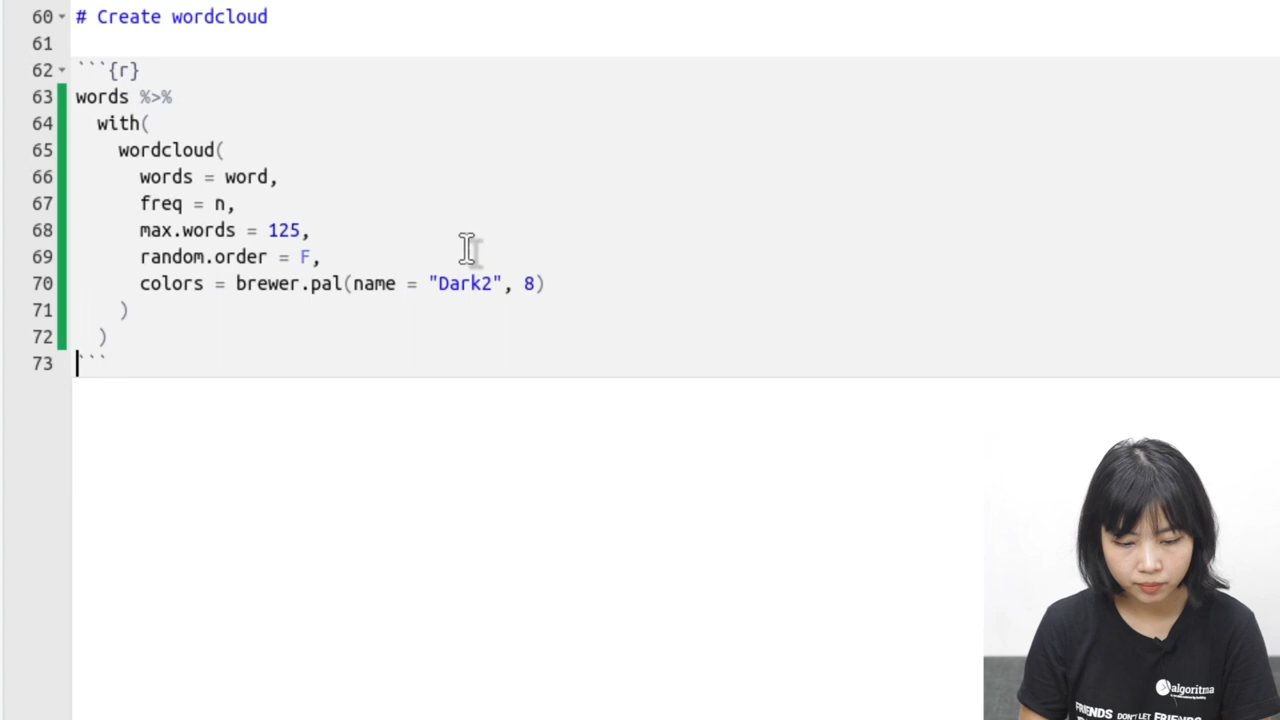 60 # Create wordcloud
61
62 ```{r}
63 words %>%
64 with(
65 wordcloud(
66 words = word,
67 freq = n,
68 max.words = 125,
69 random.order = F,
70 colors = brewer.pal(name = "Dark2", 8)
71 )
72 )
73 ```
algoritma
FRIENDS DON'T LET FRIENDS